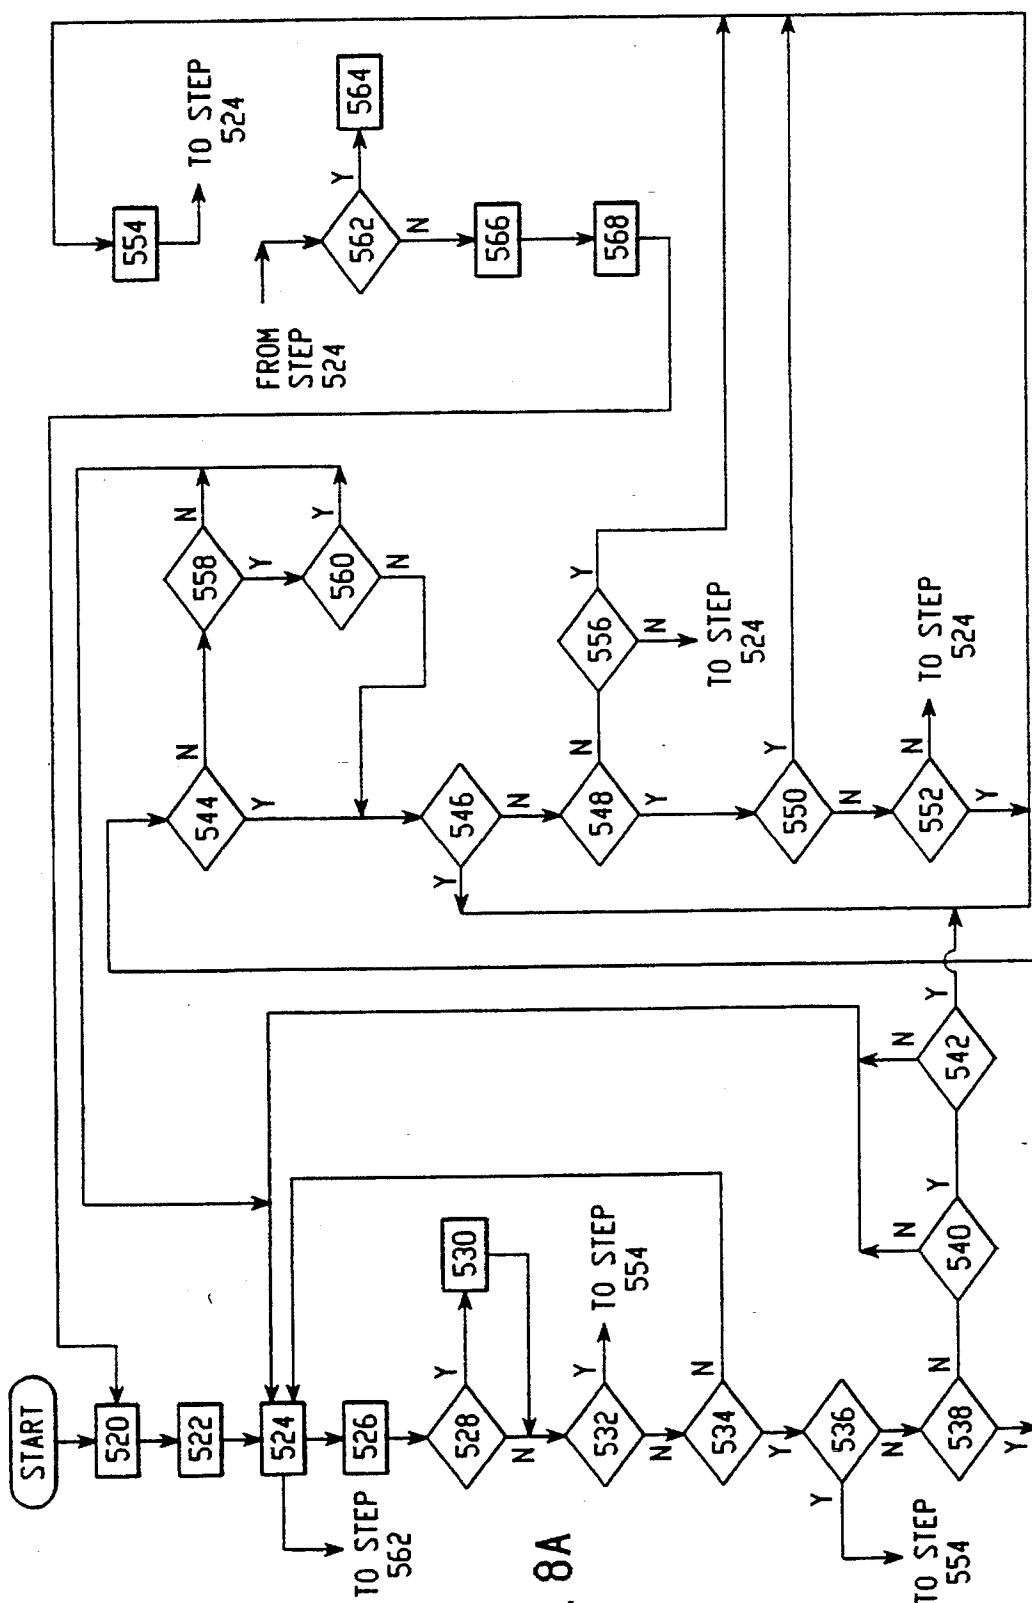 START
520
522
524
TO STEP
562
526
528
Y
N
530
532
Y
TO STEP
554
N
534
N
Y
536
Y
TO STEP
554
N
538
N
Y
540
N
Y
542
N
Y
544
N
Y
558
N
Y
560
Y
N
546
Y
N
548
N
Y
556
Y
N
TO STEP
524
550
Y
N
552
N
TO STEP
524
Y
554
TO STEP
524
FROM
STEP
524
562
Y
564
N
566
568
8A